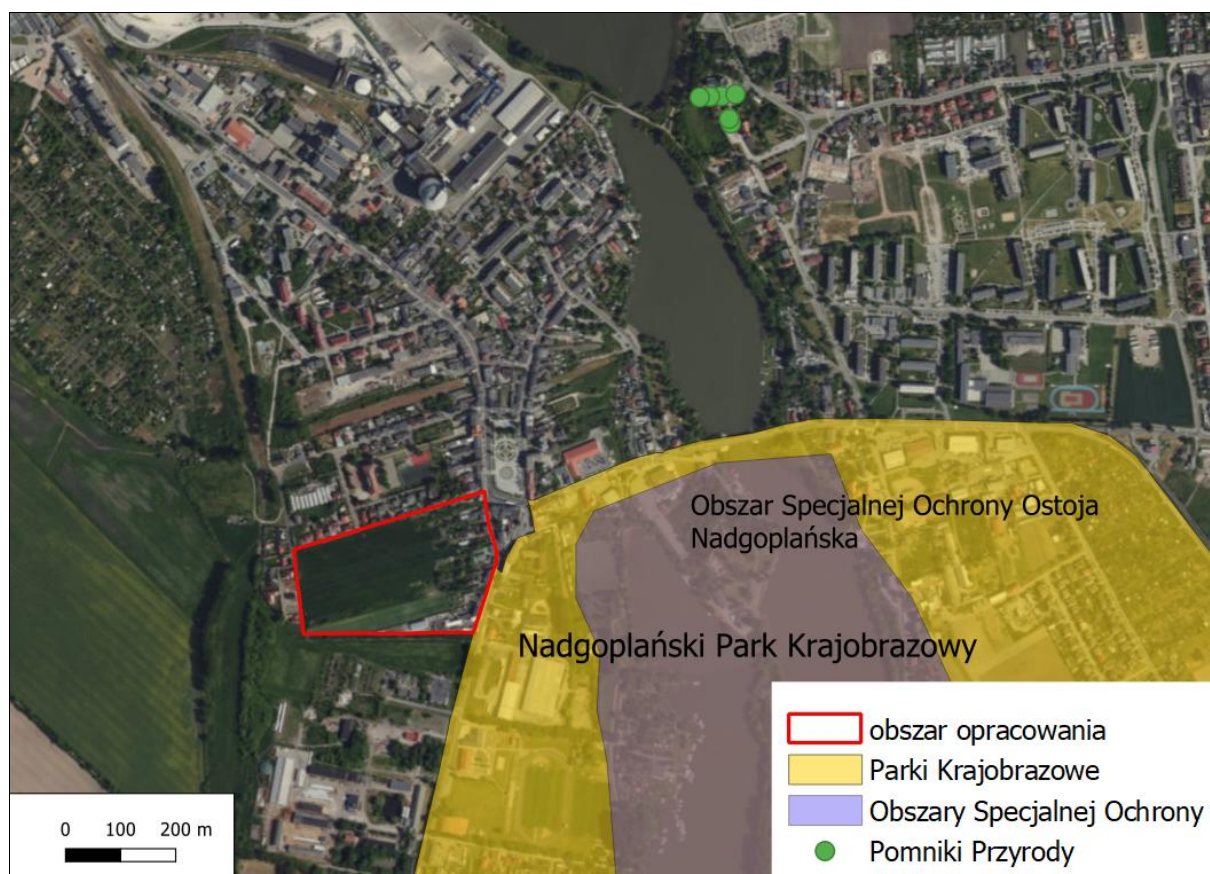 Obszar Specjalnej Ochrony Ostoja
Nadgoplańska
Nadgoplański Park Krajobrazowy
obszar opracowania
Parki Krajobrazowe
Obszary Specjalnej Ochrony
Pomniki Przyrody
0 100 200 m